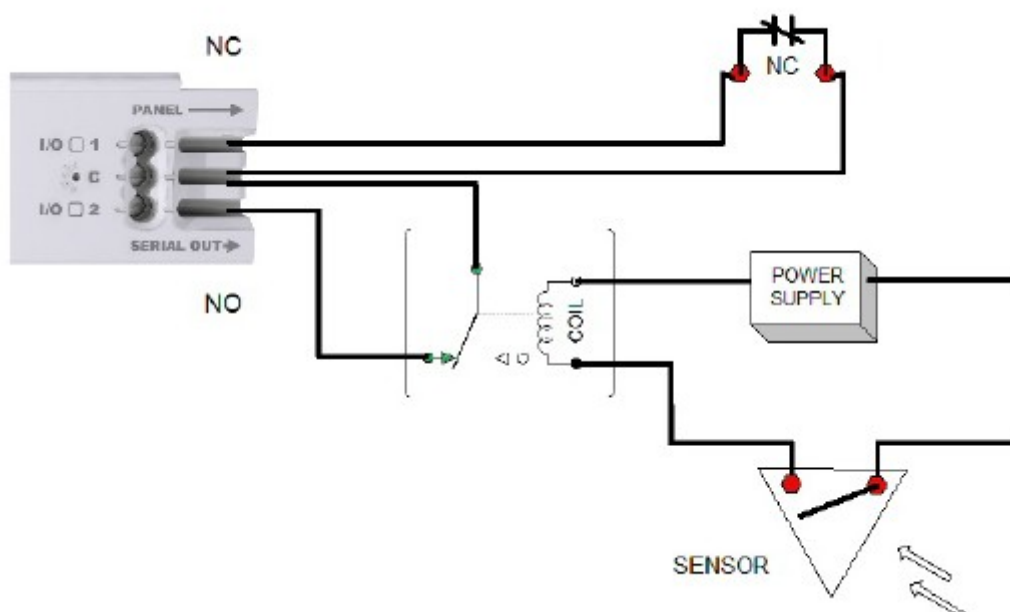 NC
NC
PANEL
I/O 1
C
I/O 2
SERIAL OUT
NO
COIL
POWER
SUPPLY
SENSOR